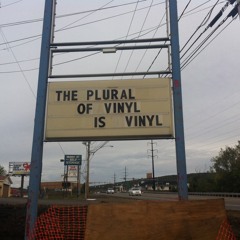 THE PLURAL
OF VINYL
IS VINYL